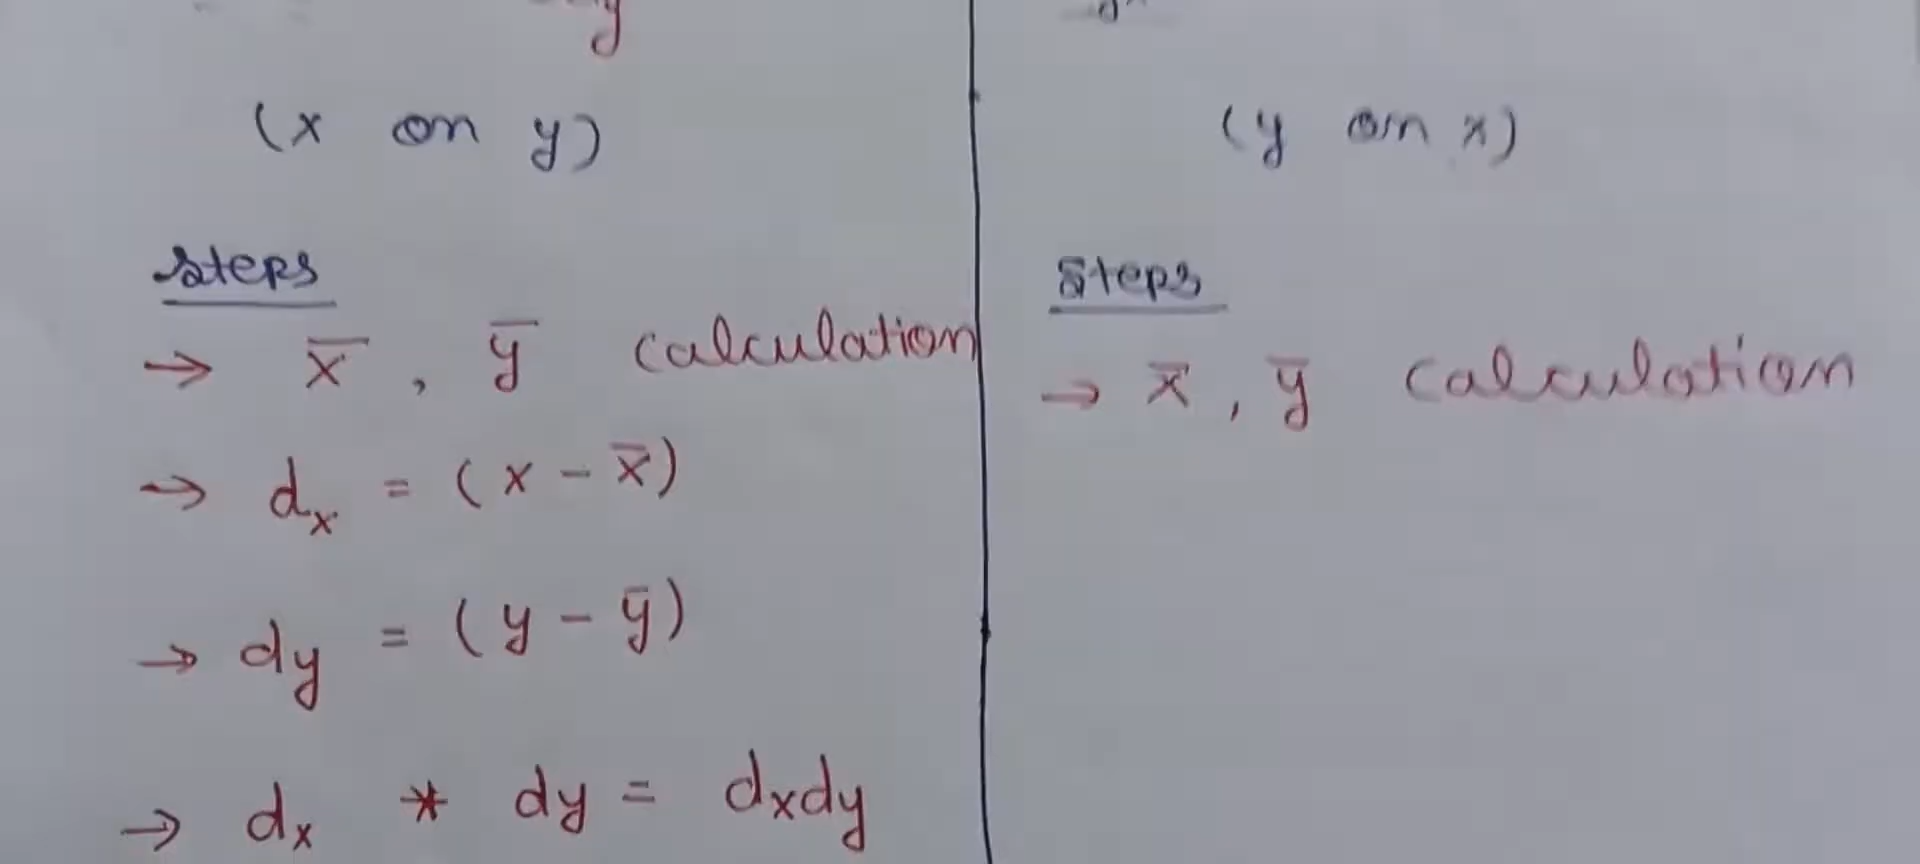 (x on y)
steps
→ x̅ , y̅ calculation
→ dₓ = (x - x̅)
→ dy = (y - y̅)
→ dₓ * dy = dₓdy
(y on x)
Steps
→ x̅ , y̅ calculation